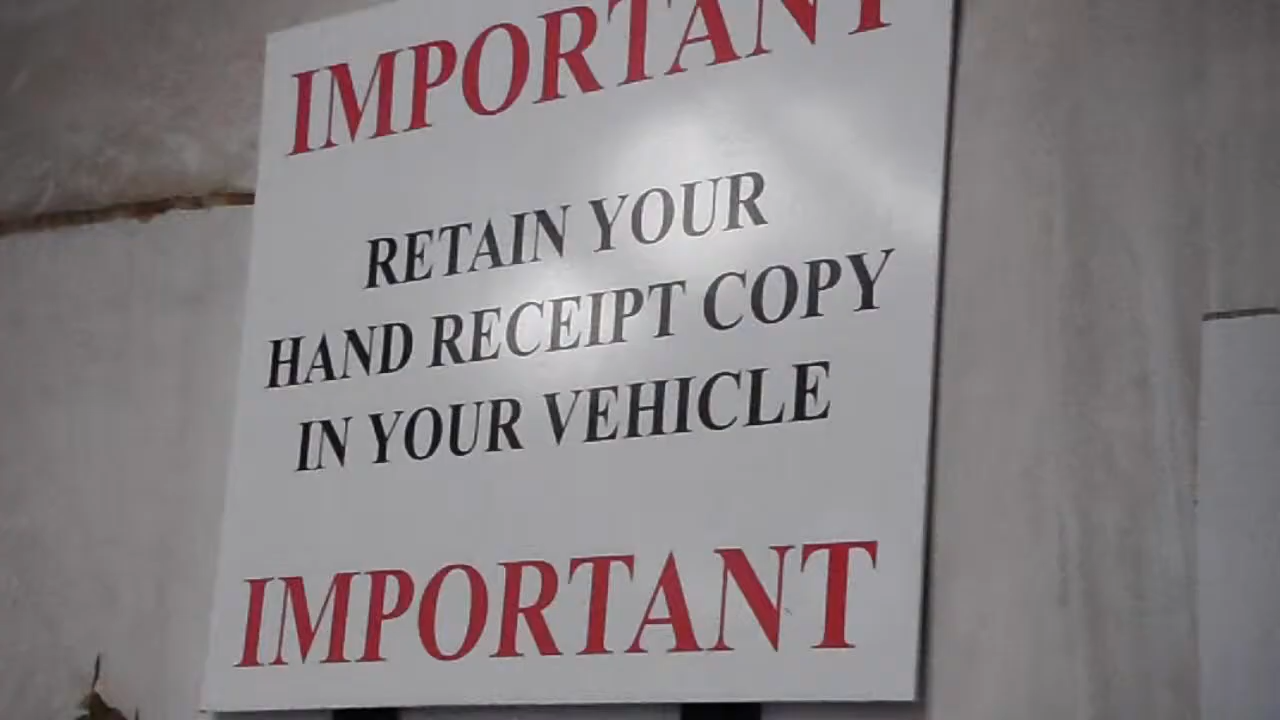 IMPORTANT
RETAIN YOUR
HAND RECEIPT COPY
IN YOUR VEHICLE
IMPORTANT